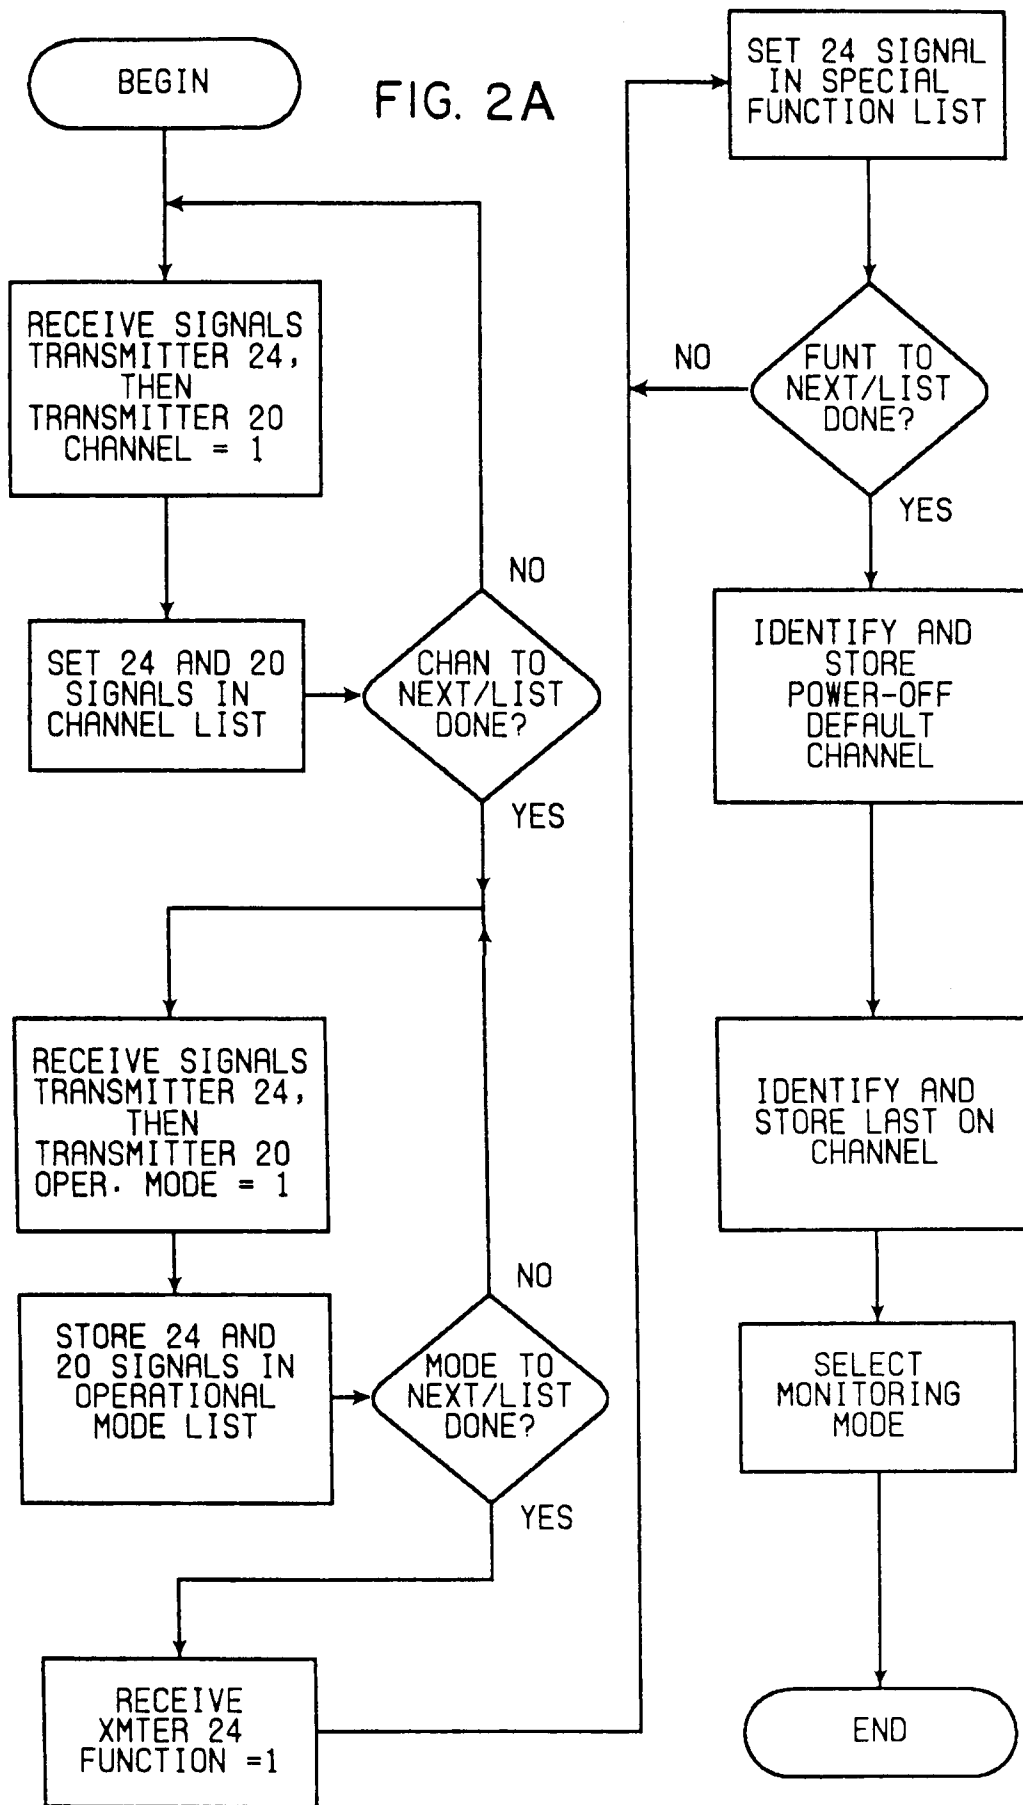 BEGIN
FIG. 2A
RECEIVE SIGNALS
TRANSMITTER 24,
THEN
TRANSMITTER 20
CHANNEL = 1
SET 24 AND 20
SIGNALS IN
CHANNEL LIST
NO
CHAN TO
NEXT/LIST
DONE?
YES
RECEIVE SIGNALS
TRANSMITTER 24,
THEN
TRANSMITTER 20
OPER. MODE = 1
STORE 24 AND
20 SIGNALS IN
OPERATIONAL
MODE LIST
NO
MODE TO
NEXT/LIST
DONE?
YES
RECEIVE
XMTER 24
FUNCTION =1
SET 24 SIGNAL
IN SPECIAL
FUNCTION LIST
NO
FUNT TO
NEXT/LIST
DONE?
YES
IDENTIFY AND
STORE
POWER-OFF
DEFAULT
CHANNEL
IDENTIFY AND
STORE LAST ON
CHANNEL
SELECT
MONITORING
MODE
END